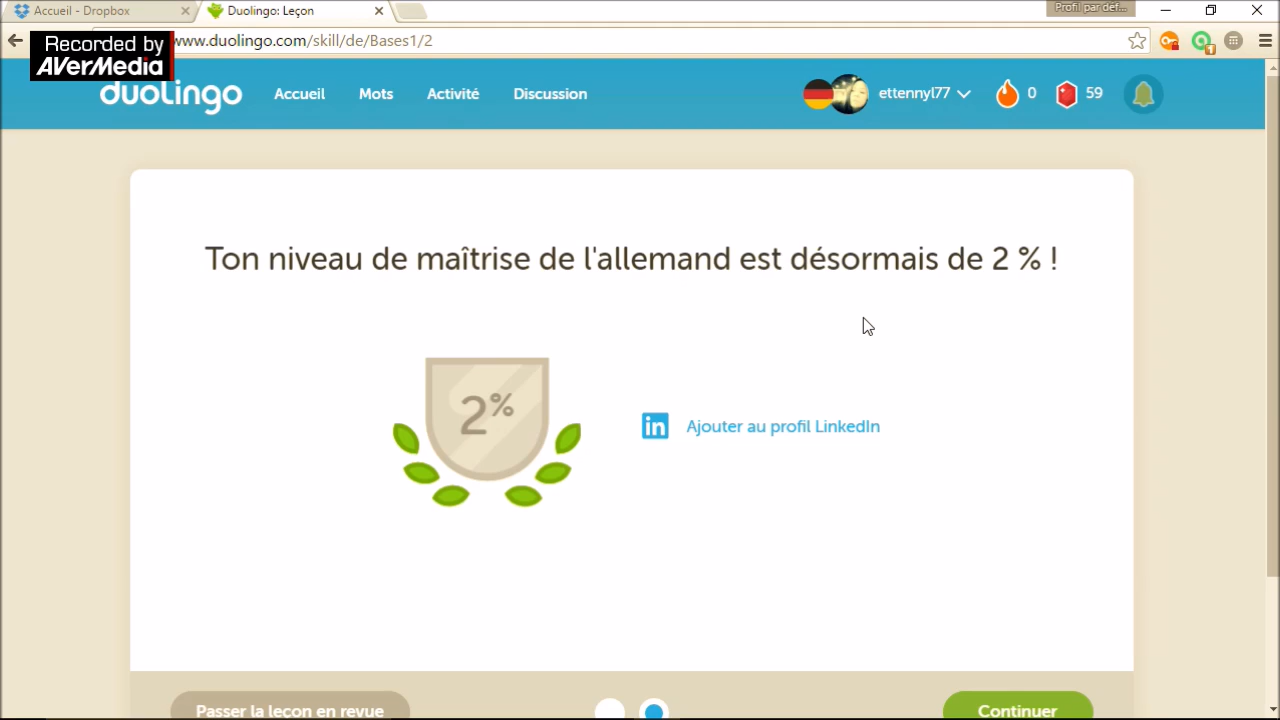 Accueil - Dropbox
Duolingo: Leçon
Profil par déf...
Recorded by
AVerMedia
www.duolingo.com/skill/de/Bases1/2
1
duolingo
Accueil
Mots
Activité
Discussion
ettennyl77
0
59
Ton niveau de maîtrise de l'allemand est désormais de 2 % !
2%
in
Ajouter au profil LinkedIn
Passer la leçon en revue
Continuer